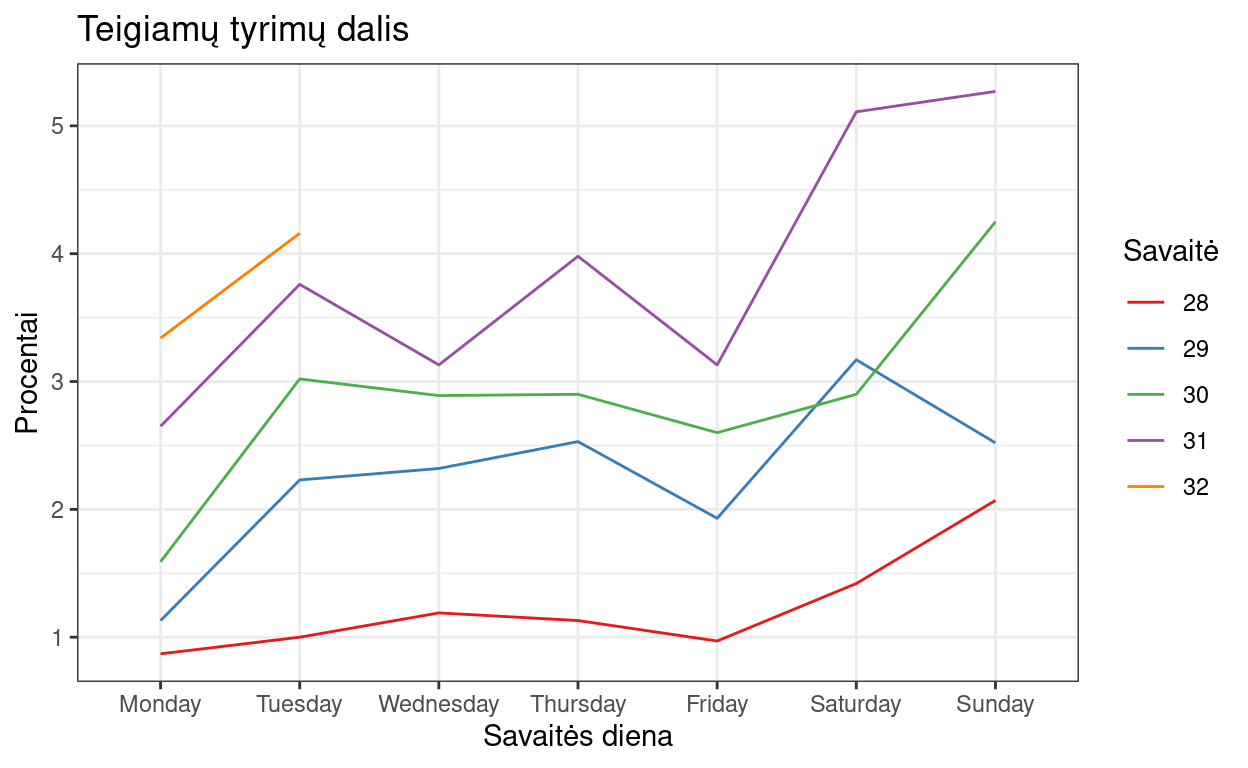 Teigiamų tyrimų dalis
Procentai
5
4
3
2
1
Monday
Tuesday
Wednesday
Thursday
Friday
Saturday
Sunday
Savaitės diena
Savaitė
28
29
30
31
32